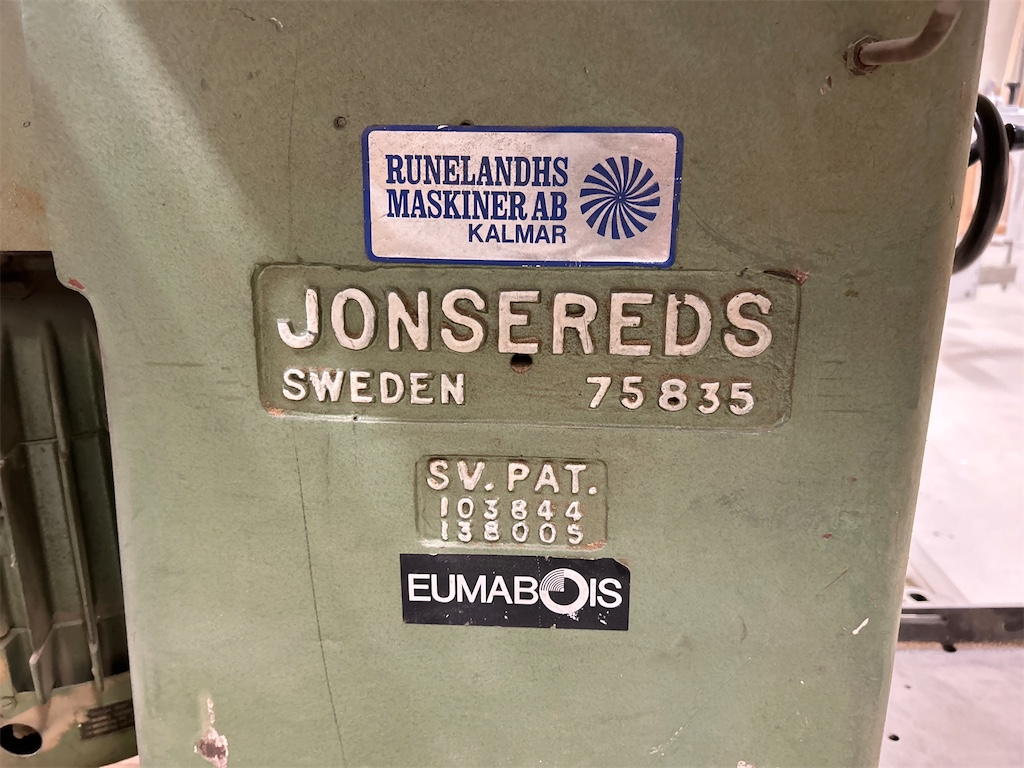 RUNELANDHS
MASKINER AB
KALMAR
JONSEREDS
SWEDEN 75835
SV. PAT.
103844
138005
EUMABOIS